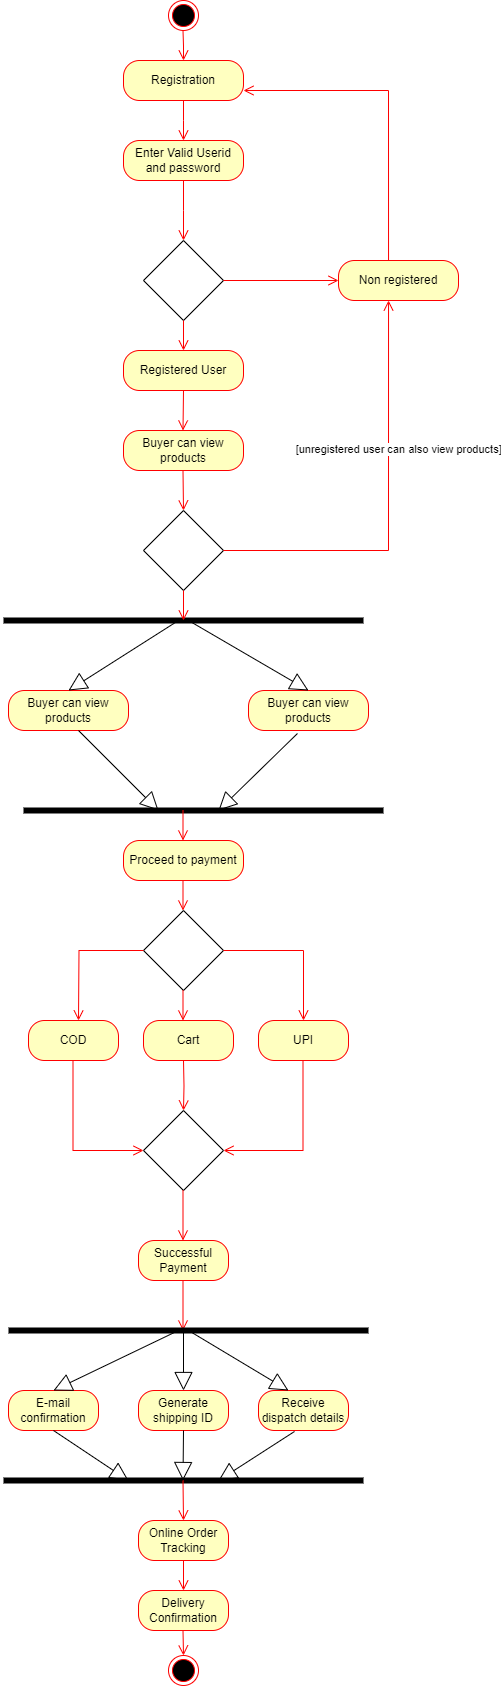 Registration
Enter Valid Userid
and password
Non registered
Registered User
Buyer can view
products
[unregistered user can also view products]
Buyer can view
products
Buyer can view
products
Proceed to payment
COD
Cart
UPI
Successful
Payment
E-mail
confirmation
Generate
shipping ID
Receive
dispatch details
Online Order
Tracking
Delivery
Confirmation